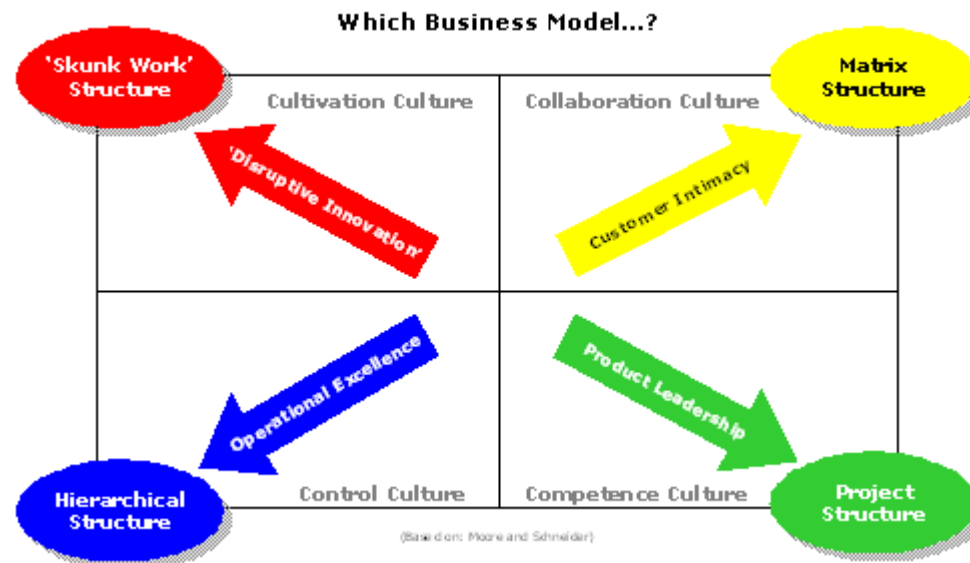 Which Business Model...?
'Skunk Work'
Structure
Cultivation Culture
Collaboration Culture
Matrix
Structure
'Disruptive Innovation'
Customer Intimacy
Operational Excellence
Product Leadership
Hierarchical
Structure
Control Culture
Competence Culture
Project
Structure
(Based on: Moore and Schneider)